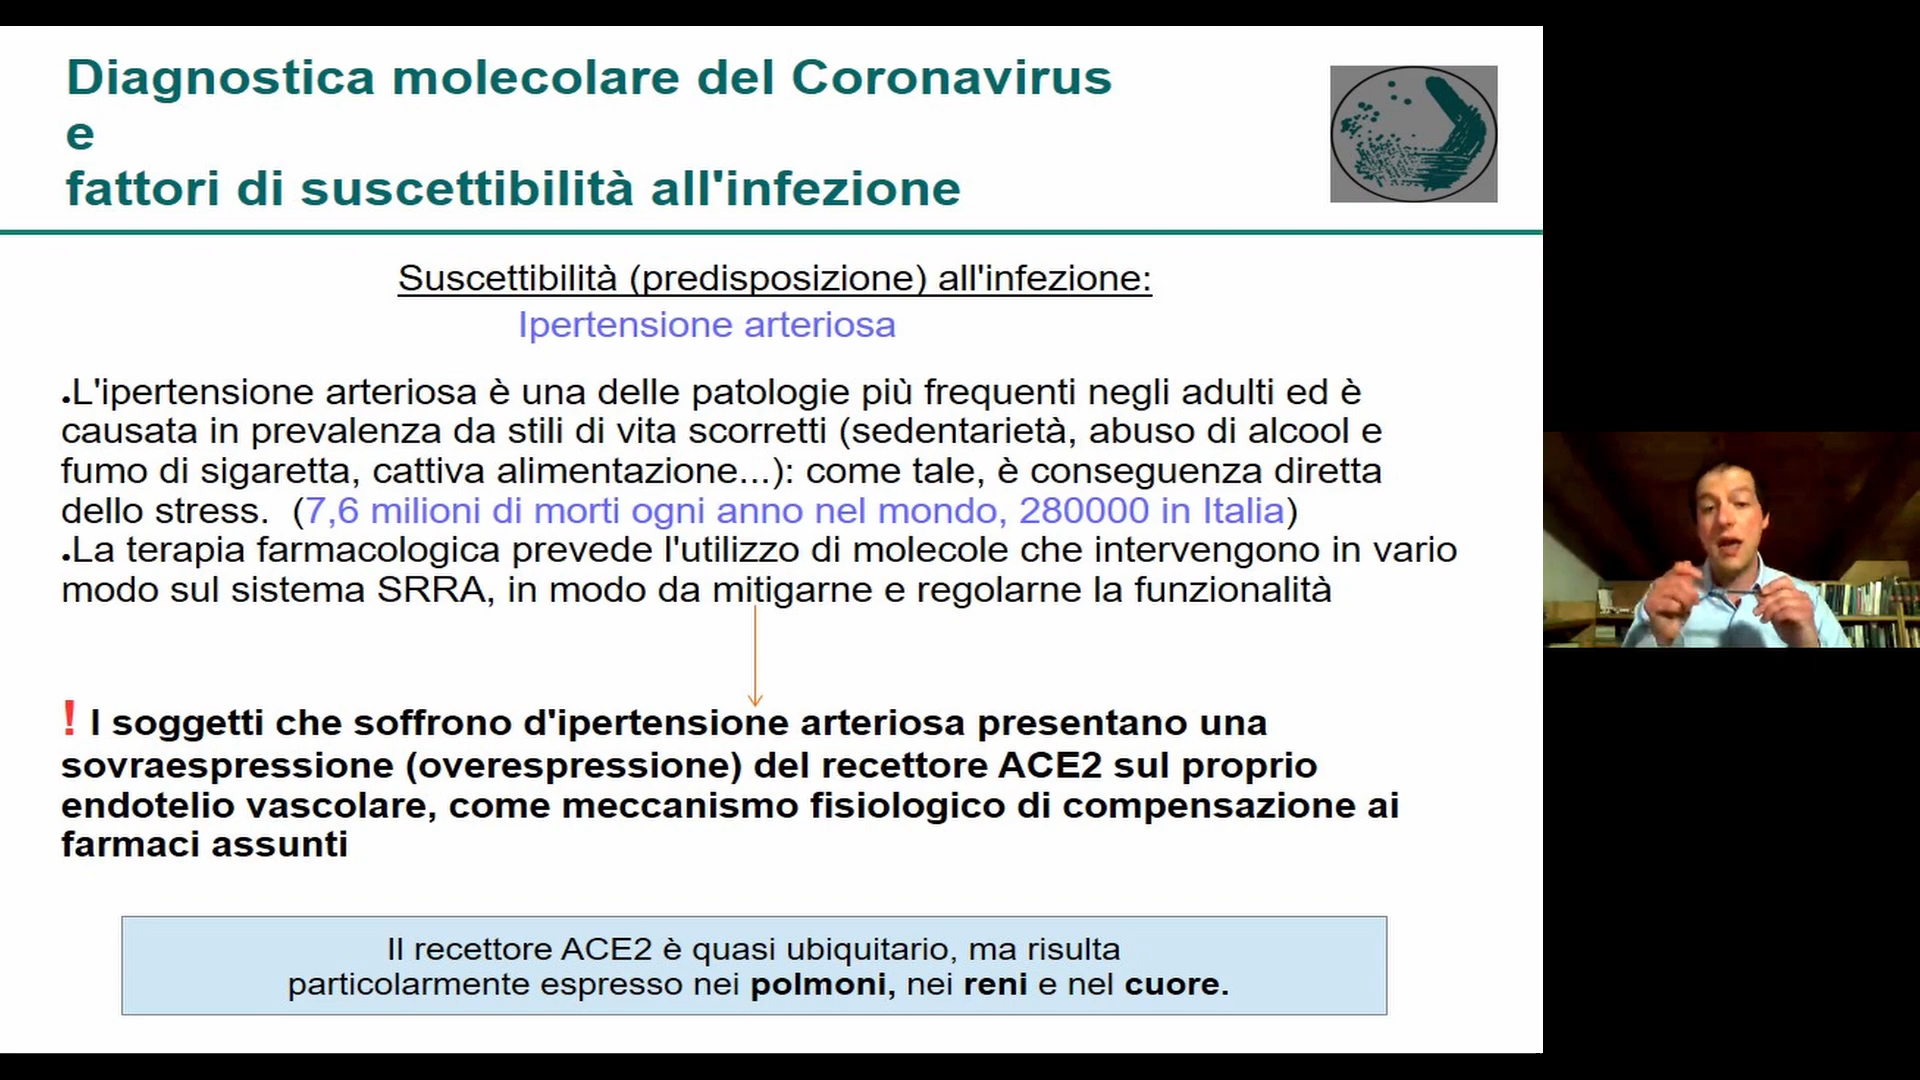 Diagnostica molecolare del Coronavirus
e
fattori di suscettibilità all'infezione
Suscettibilità (predisposizione) all'infezione:
Ipertensione arteriosa
•L'ipertensione arteriosa è una delle patologie più frequenti negli adulti ed è
causata in prevalenza da stili di vita scorretti (sedentarietà, abuso di alcool e
fumo di sigaretta, cattiva alimentazione...): come tale, è conseguenza diretta
dello stress. (7,6 milioni di morti ogni anno nel mondo, 280000 in Italia)
•La terapia farmacologica prevede l'utilizzo di molecole che intervengono in vario
modo sul sistema SRRA, in modo da mitigarne e regolarne la funzionalità
! I soggetti che soffrono d'ipertensione arteriosa presentano una
sovraespressione (overespressione) del recettore ACE2 sul proprio
endotelio vascolare, come meccanismo fisiologico di compensazione ai
farmaci assunti
Il recettore ACE2 è quasi ubiquitario, ma risulta
particolarmente espresso nei polmoni, nei reni e nel cuore.